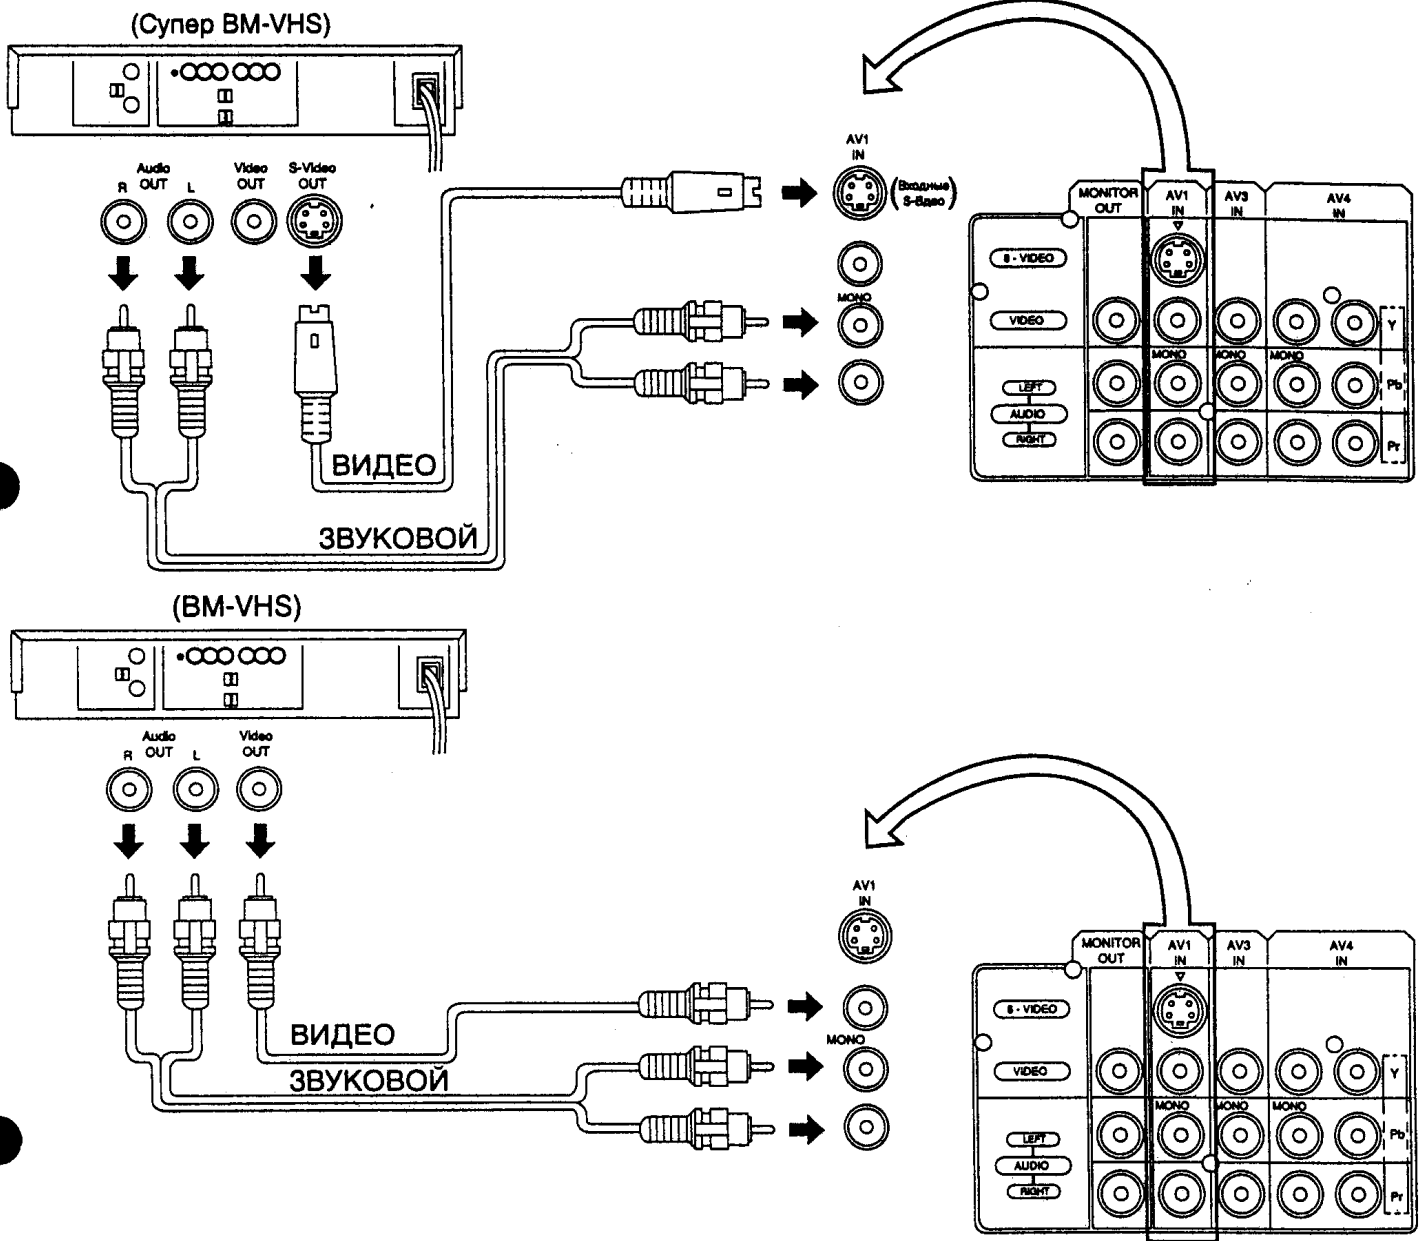 (Супер ВМ-VHS)
Audio
R OUT L
Video
OUT
S-Video
OUT
AV1
IN
(Входные
S-Вдео)
MONO
ВИДЕО
ЗВУКОВОЙ
MONITOR
OUT
AV1
IN
AV3
IN
AV4
IN
S - VIDEO
VIDEO
Y
MONO
MONO
MONO
LEFT
Pb
AUDIO
RIGHT
Pr
(ВМ-VHS)
Audio
R OUT L
Video
OUT
AV1
IN
MONO
ВИДЕО
ЗВУКОВОЙ
MONITOR
OUT
AV1
IN
AV3
IN
AV4
IN
S - VIDEO
VIDEO
Y
MONO
MONO
MONO
LEFT
Pb
AUDIO
RIGHT
Pr